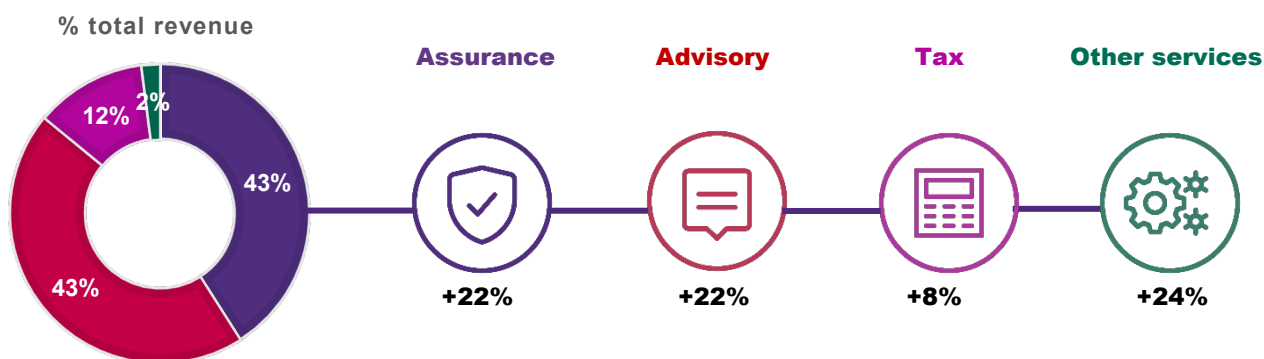 % total revenue
12%
2%
43%
43%
Assurance
Advisory
Tax
Other services
+22%
+22%
+8%
+24%